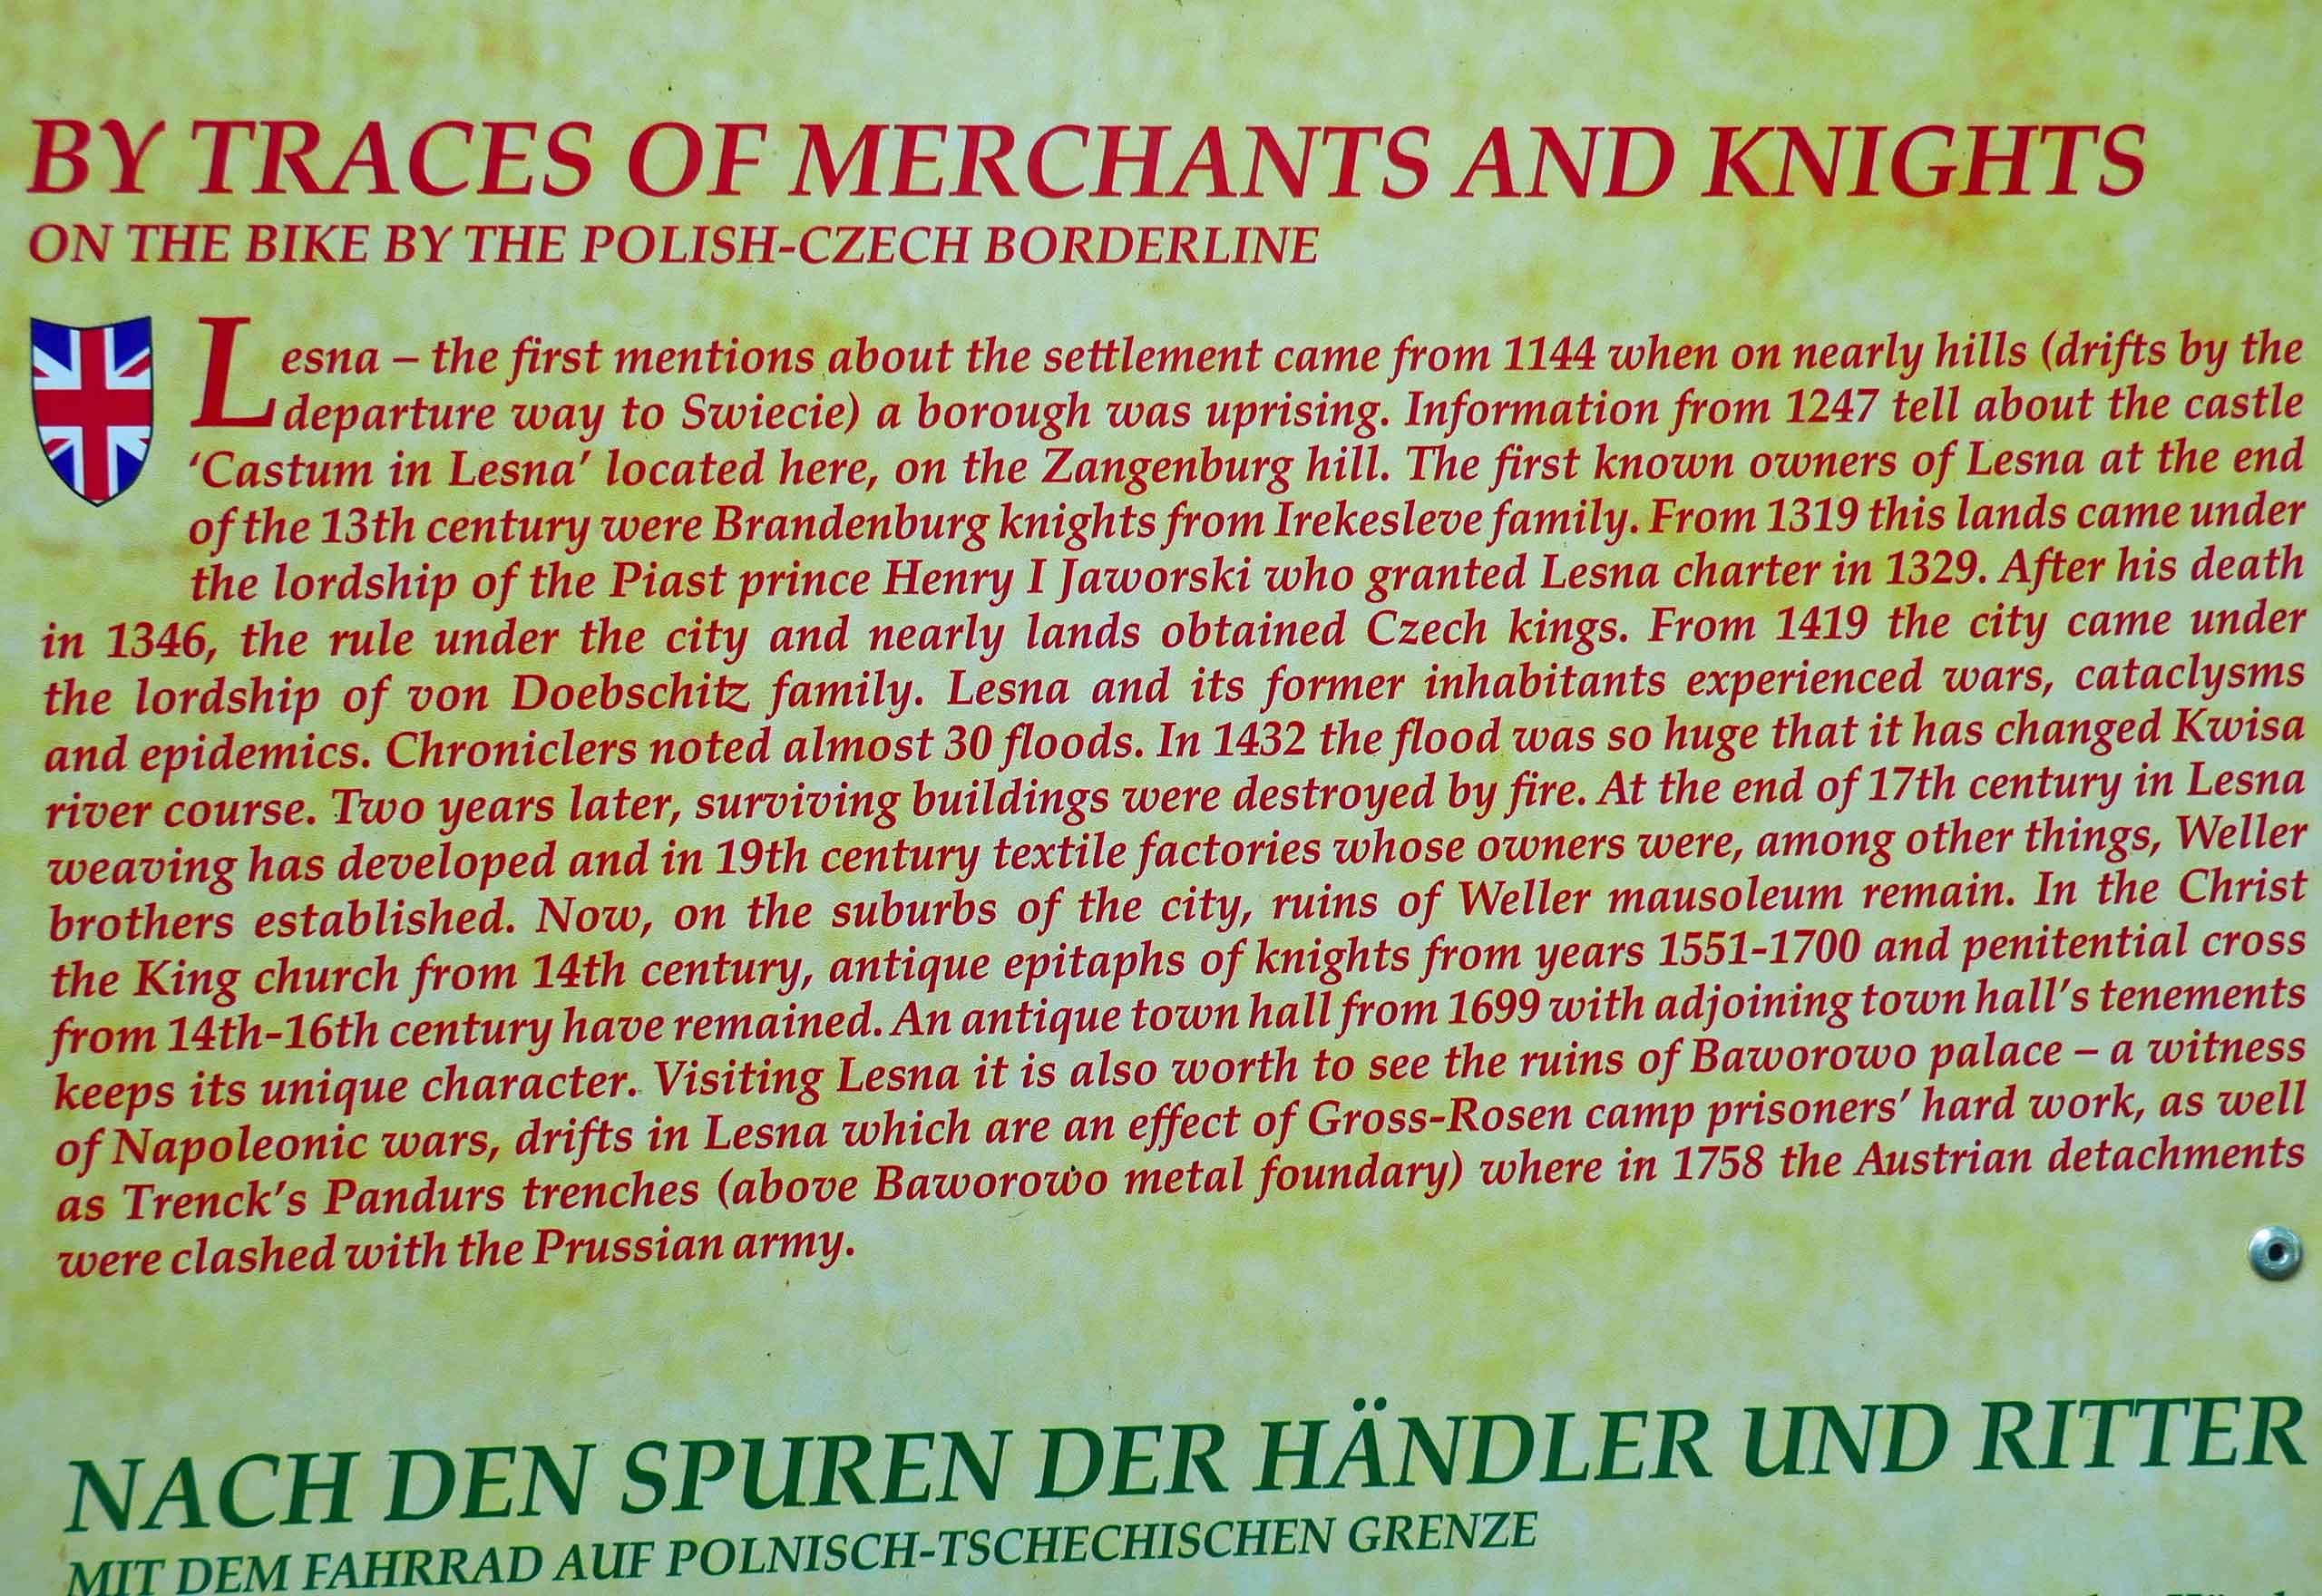 BY TRACES OF MERCHANTS AND KNIGHTS
ON THE BIKE BY THE POLISH-CZECH BORDERLINE
Lesna – the first mentions about the settlement came from 1144 when on nearly hills (drifts by the
departure way to Swiecie) a borough was uprising. Information from 1247 tell about the castle
‘Castum in Lesna’ located here, on the Zangenburg hill. The first known owners of Lesna at the end
of the 13th century were Brandenburg knights from Irekesleve family. From 1319 this lands came under
the lordship of the Piast prince Henry I Jaworski who granted Lesna charter in 1329. After his death
in 1346, the rule under the city and nearly lands obtained Czech kings. From 1419 the city came under
the lordship of von Doebschitz family. Lesna and its former inhabitants experienced wars, cataclysms
and epidemics. Chroniclers noted almost 30 floods. In 1432 the flood was so huge that it has changed Kwisa
river course. Two years later, surviving buildings were destroyed by fire. At the end of 17th century in Lesna
weaving has developed and in 19th century textile factories whose owners were, among other things, Weller
brothers established. Now, on the suburbs of the city, ruins of Weller mausoleum remain. In the Christ
the King church from 14th century, antique epitaphs of knights from years 1551-1700 and penitential cross
from 14th-16th century have remained. An antique town hall from 1699 with adjoining town hall’s tenements
keeps its unique character. Visiting Lesna it is also worth to see the ruins of Baworowo palace – a witness
of Napoleonic wars, drifts in Lesna which are an effect of Gross-Rosen camp prisoners’ hard work, as well
as Trenck’s Pandurs trenches (above Baworowo metal foundary) where in 1758 the Austrian detachments
were clashed with the Prussian army.
NACH DEN SPUREN DER HÄNDLER UND RITTER
MIT DEM FAHRRAD AUF POLNISCH-TSCHECHISCHEN GRENZE